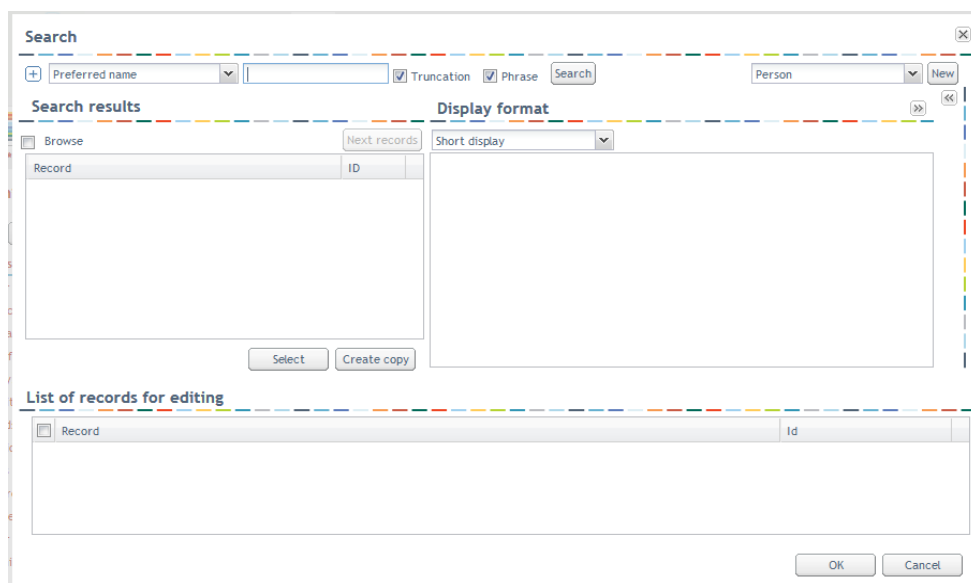 Search
Preferred name Truncation Phrase Search Person New
Search results Display format
Browse Next records Short display
Record ID
Select Create copy
List of records for editing
Record Id
OK Cancel